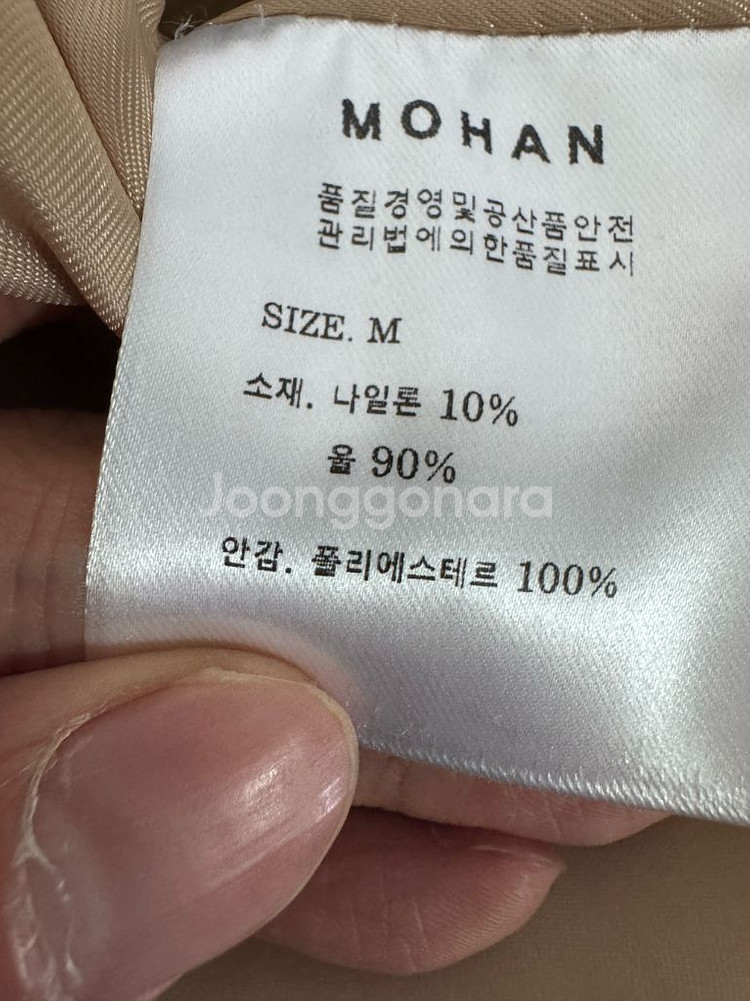 MOHAN
품질경영및공산품안전
관리법에의한품질표시
SIZE. M
소재. 나일론 10%
울 90%
Joonggonara
안감. 폴리에스테르 100%